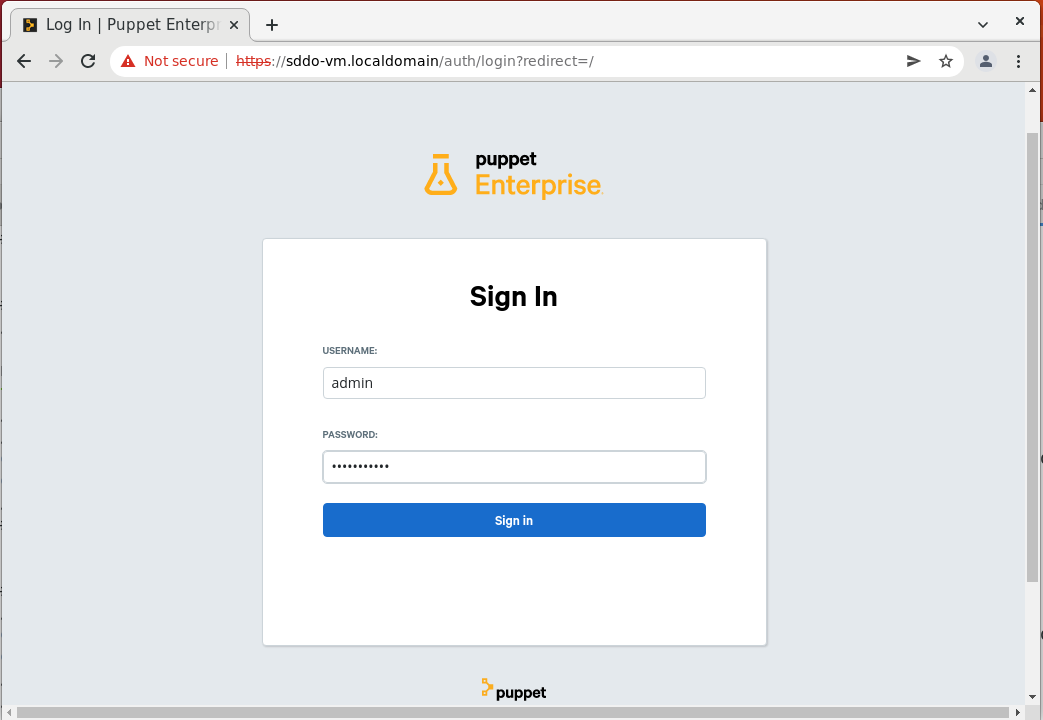 Log In | Puppet Enterpr
Not secure https://sddo-vm.localdomain/auth/login?redirect=/
puppet
Enterprise
Sign In
USERNAME:
admin
PASSWORD:
•••••••••••
Sign in
puppet